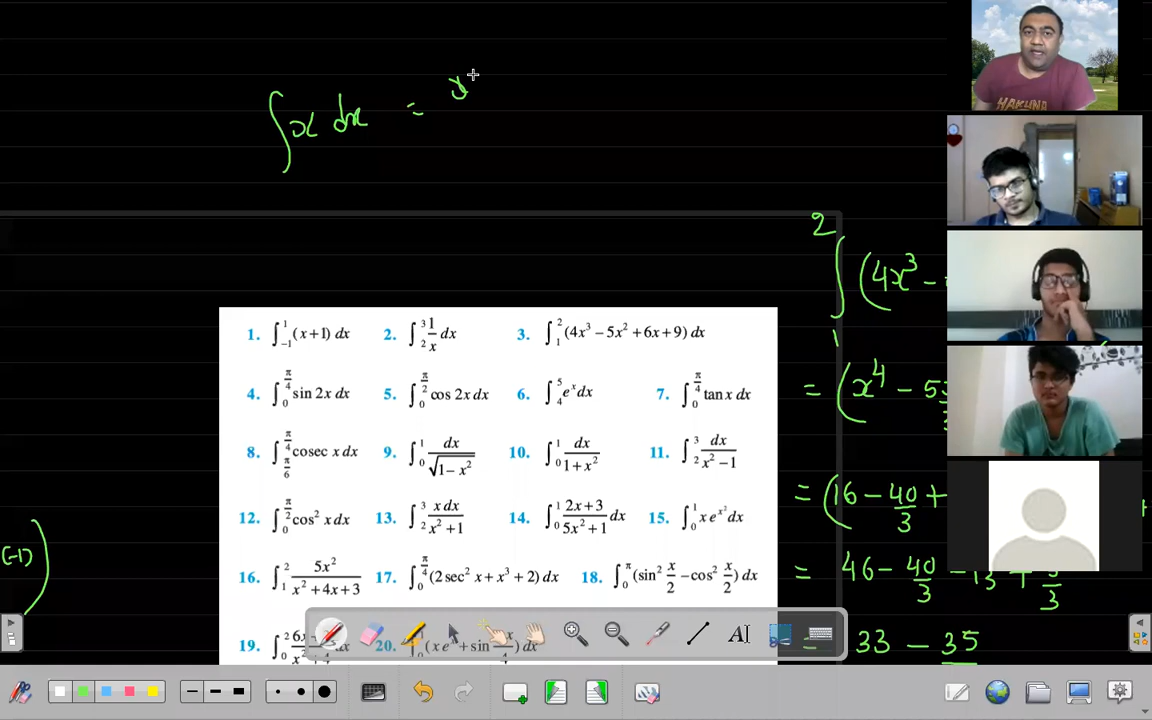 ∫ x dx = x
HAKUNA
2
∫ (4x³ –
1
= (x⁴ – 5
= (16 – 40/3 +
= 46 – 40/3
33 – 35
(-1)
1. ∫₋₁¹ (x+1) dx 2. ∫₂³ 1/x dx 3. ∫₁² (4x³ – 5x² + 6x + 9) dx
4. ∫₀^(π/4) sin 2x dx 5. ∫₀^(π/2) cos 2x dx 6. ∫₄⁵ eˣ dx 7. ∫₀^(π/4) tan x dx
8. ∫_(π/6)^(π/4) cosec x dx 9. ∫₀¹ dx/√(1–x²) 10. ∫₀¹ dx/(1+x²) 11. ∫₂³ dx/(x²–1)
12. ∫₀^(π/2) cos² x dx 13. ∫₂³ x dx/(x²+1) 14. ∫₀¹ (2x+3)/(5x²+1) dx 15. ∫₀¹ x e^(x²) dx
16. ∫₁² 5x²/(x²+4x+3) 17. ∫₀^(π/4) (2 sec² x + x³ + 2) dx 18. ∫₀^π (sin² x/2 – cos² x/2) dx
19. ∫₀² 20. (x eˣ + sin
AI